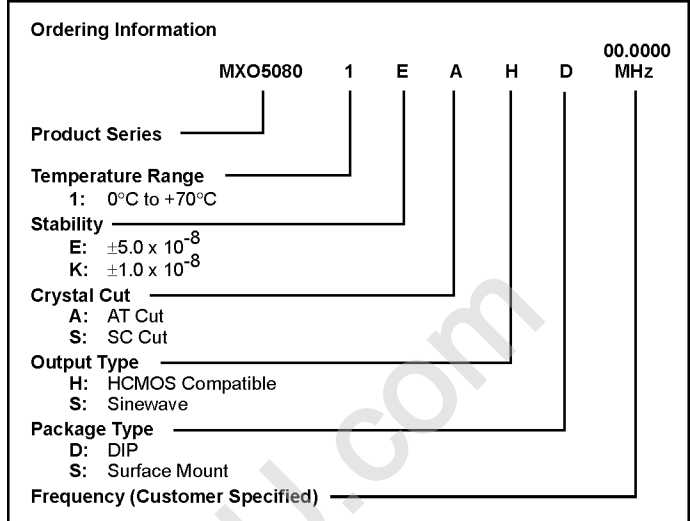 Ordering Information
00.0000
MXO5080 1 E A H D MHz
Product Series
Temperature Range
1: 0°C to +70°C
Stability
E: ±5.0 x 10-8
K: ±1.0 x 10-8
Crystal Cut
A: AT Cut
S: SC Cut
Output Type
H: HCMOS Compatible
S: Sinewave
Package Type
D: DIP
S: Surface Mount
Frequency (Customer Specified)
.com